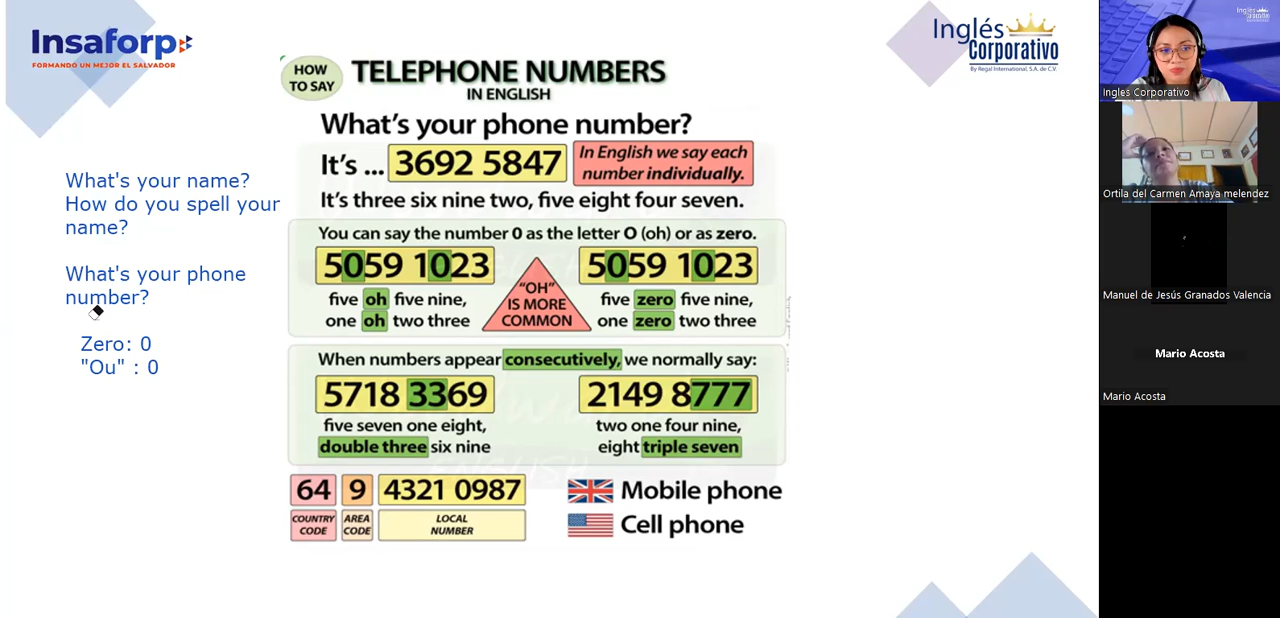 Insaforp
FORMANDO UN MEJOR EL SALVADOR
Inglés
Corporativo
By Regal International, S.A. de C.V.
HOW
TO SAY
TELEPHONE NUMBERS
IN ENGLISH
What's your phone number?
It's ... 3692 5847
In English we say each
number individually.
It's three six nine two, five eight four seven.
What's your name?
How do you spell your
name?
What's your phone
number?
Zero: 0
"Ou" : 0
You can say the number 0 as the letter O (oh) or as zero.
5059 1023
five oh five nine,
one oh two three
"OH"
IS MORE
COMMON
5059 1023
five zero five nine,
one zero two three
When numbers appear consecutively, we normally say:
5718 3369
five seven one eight,
double three six nine
2149 8777
two one four nine,
eight triple seven
64 9 4321 0987
COUNTRY
CODE
AREA
CODE
LOCAL
NUMBER
Mobile phone
Cell phone
Inglés
Corporativo
Ingles Corporativo
Ortila del Carmen Amaya melendez
Manuel de Jesús Granados Valencia
Mario Acosta
Mario Acosta